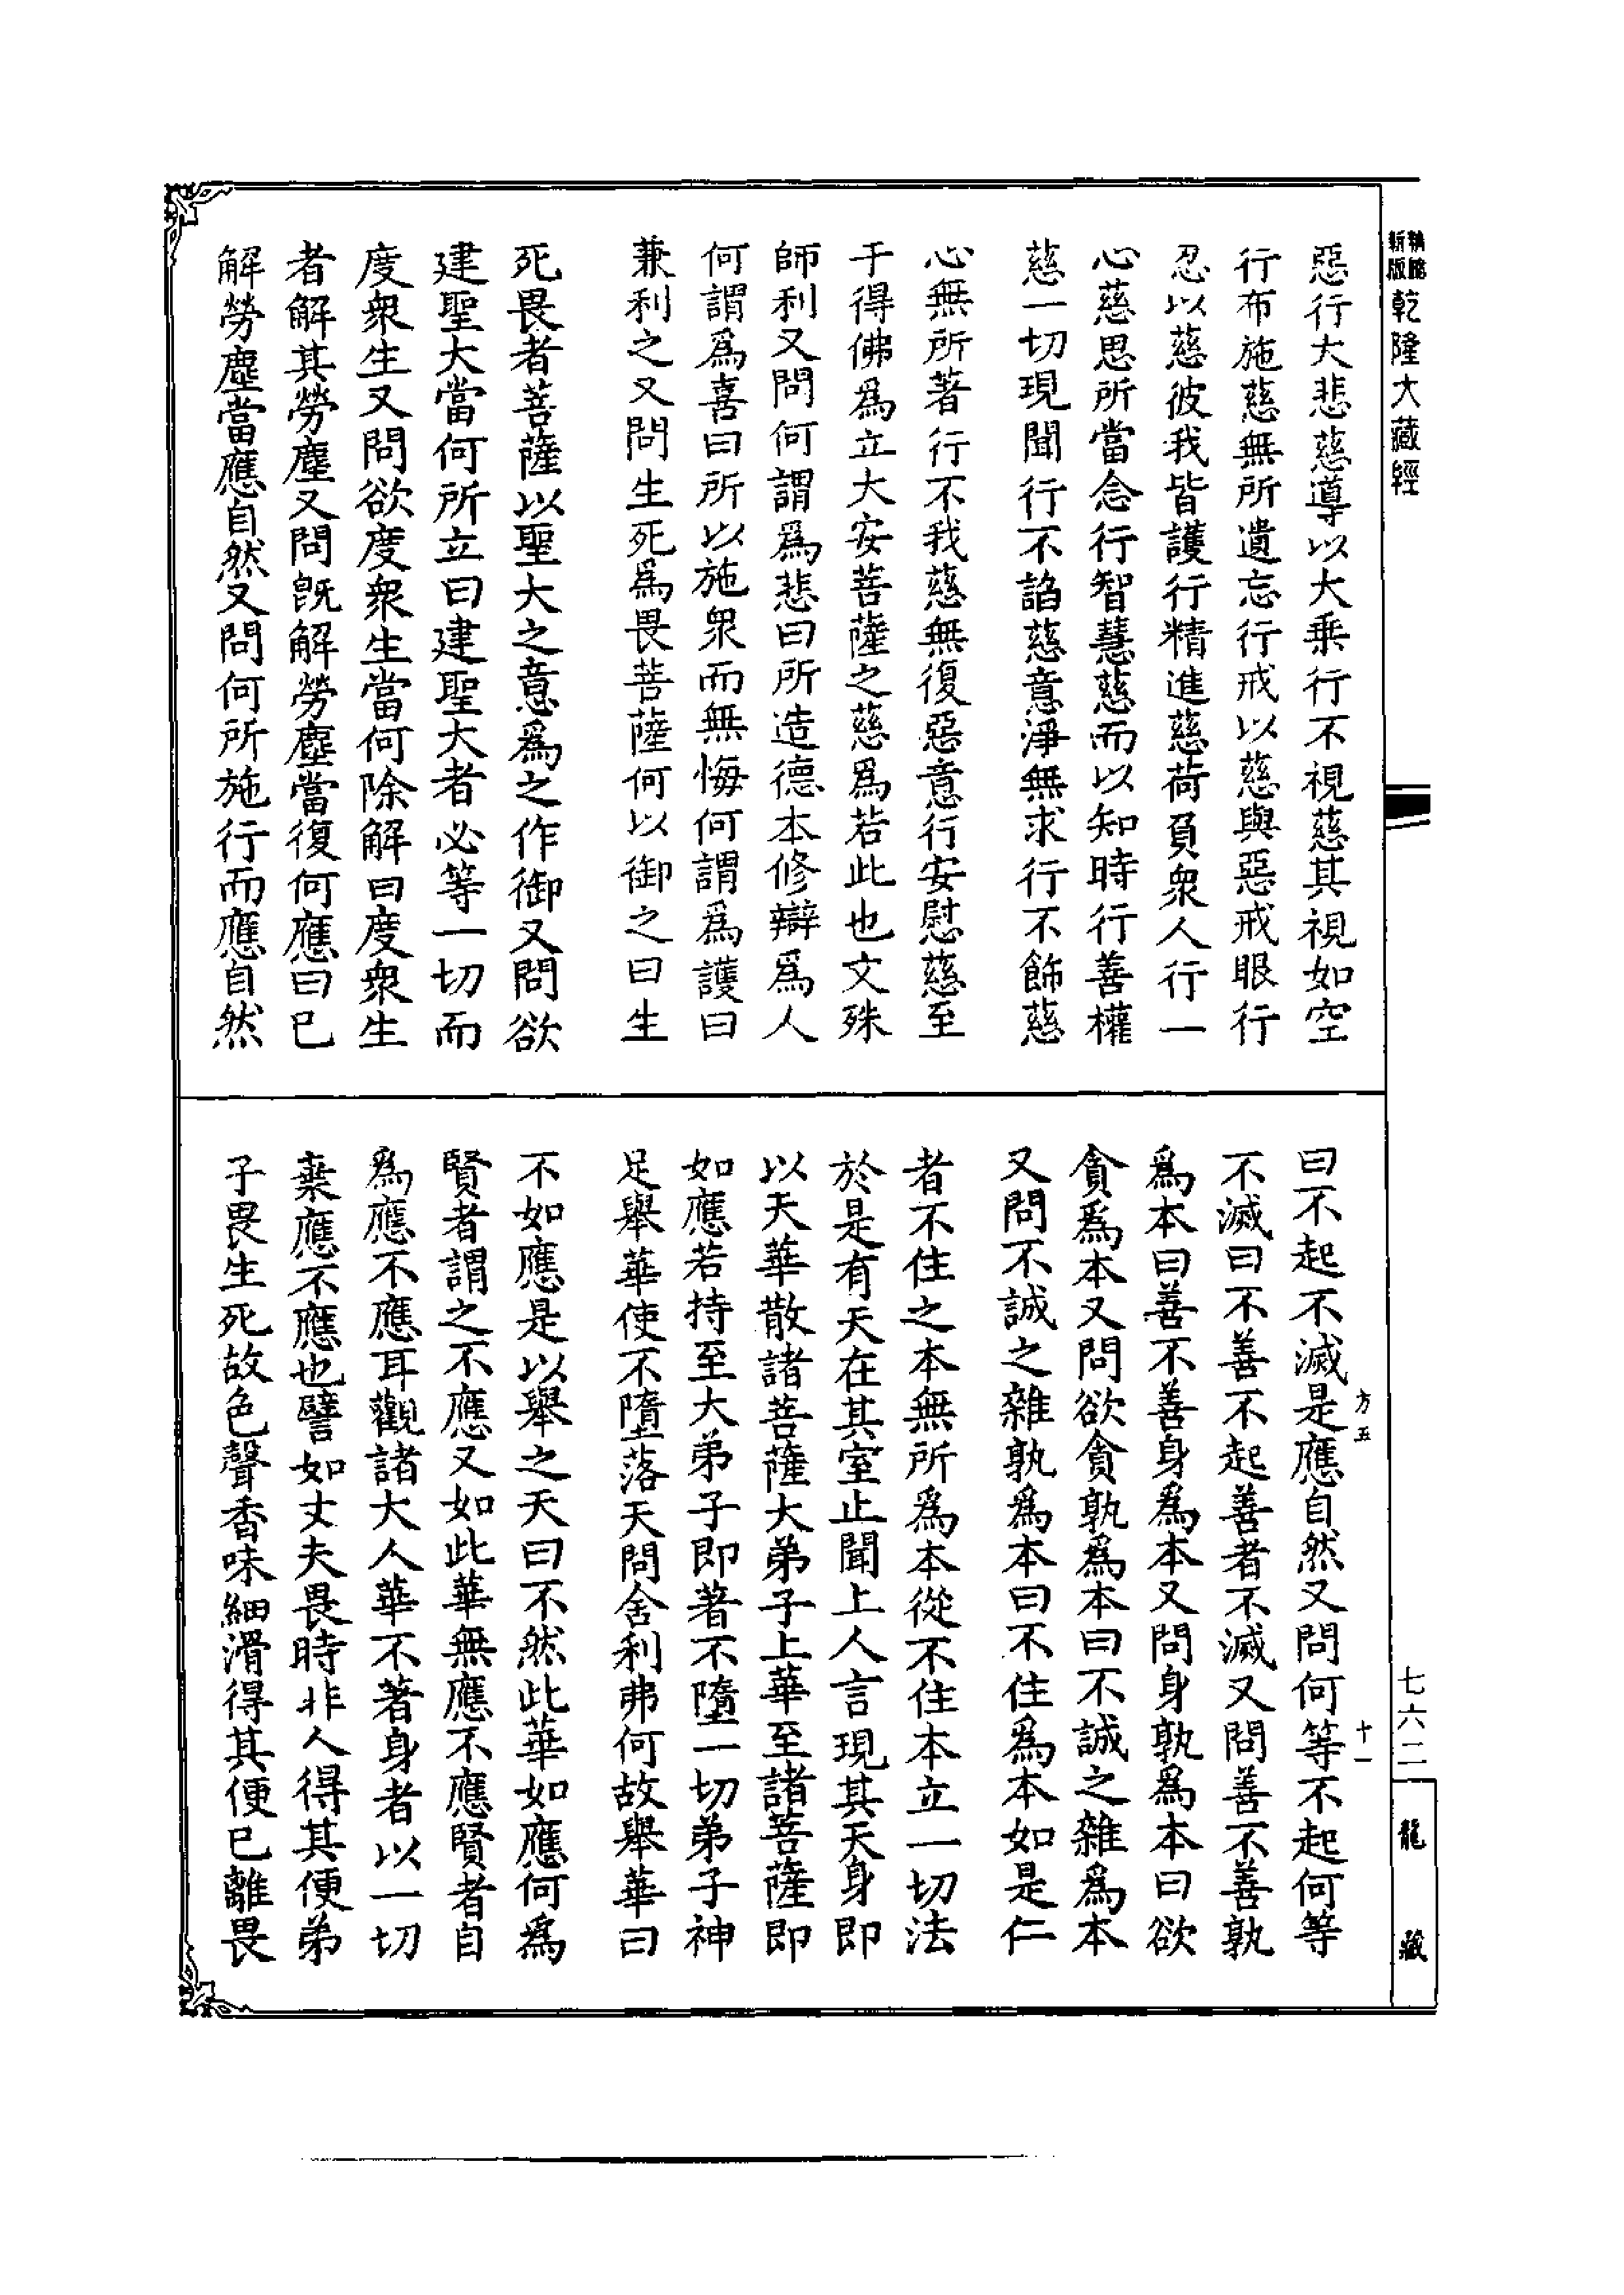 新版
乾隆大藏經
惡行大悲慈導以大乘行不視慈其視如空
行布施慈無所遺忘行戒以慈與惡戒眼行
忍以慈彼我皆護行精進慈荷負衆人行一
心慈思所當念行智慧慈而以知時行善權
慈一切現聞行不諂慈意淨無求行不飾慈
心無所著行不我慈無復惡意行安慰慈至
于得佛爲立大安菩薩之慈爲若此也文殊
師利又問何謂爲悲曰所造德本修辯爲人
何謂爲喜曰所以施衆而無悔何謂爲護曰
兼利之又問生死爲畏菩薩何以御之曰生
死畏者菩薩以聖大之意爲之作御又問欲
建聖大當何所立曰建聖大者必等一切而
度衆生又問欲度衆生當何除解曰度衆生
者解其勞塵又問旣解勞塵當復何應曰已
解勞塵當應自然又問何所施行而應自然
曰不起不滅是應自然又問何等不起何等
不滅曰不善不起善者不滅又問善不善孰
爲本曰善不善身爲本又問身孰爲本曰欲
貪爲本又問欲貪孰爲本曰不誠之雜爲本
又問不誠之雜孰爲本曰不住爲本如是仁
者不住之本無所爲本從不住本立一切法
於是有天在其室止聞上人言現其天身即
以天華散諸菩薩大弟子上華至諸菩薩即
如應若持至大弟子即著不墮一切弟子神
足舉華使不墮落天問舍利弗何故舉華曰
不如應是以舉之天曰不然此華如應何爲
賢者謂之不應又如此華無應不應賢者自
爲應不應耳觀諸大人華不著身者以一切
棄應不應也譬如丈夫畏時非人得其便弟
子畏生死故色聲香味細滑得其便已離畏
方五
十一
七六二
龍藏